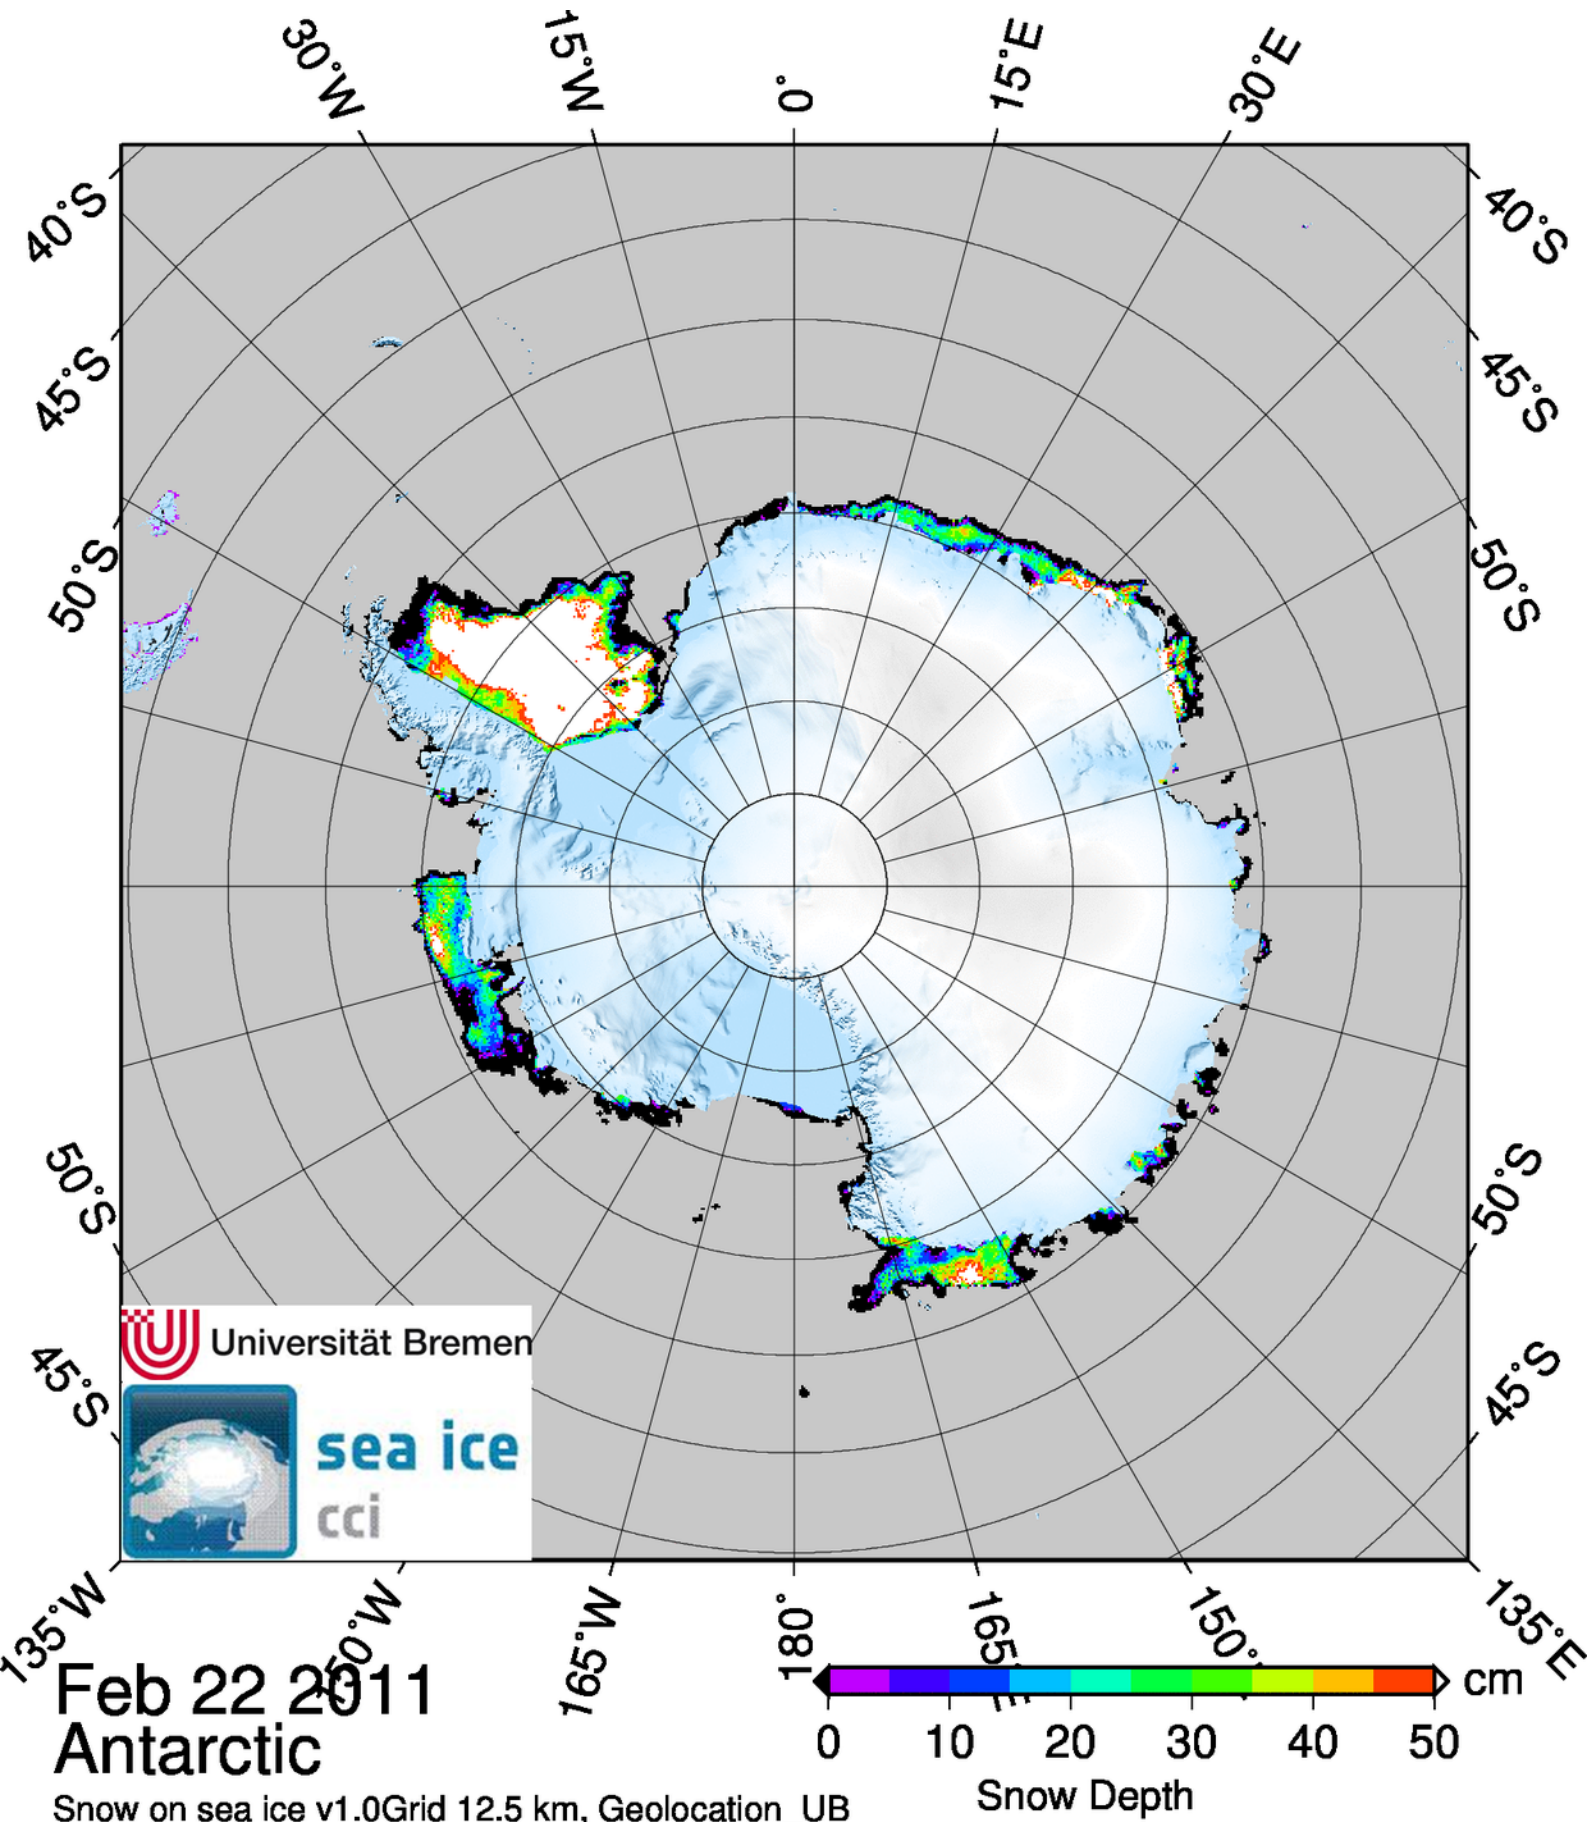 30°W 15°W 0° 15°E 30°E
40°S 40°S
45°S 45°S
50°S 50°S
50°S 50°S
45°S 45°S
Universität Bremen
sea ice
cci
135°W 165°W 180° 135°E
Feb 22 2011
Antarctic
cm
0 10 20 30 40 50
Snow Depth
Snow on sea ice v1.0Grid 12.5 km, Geolocation UB